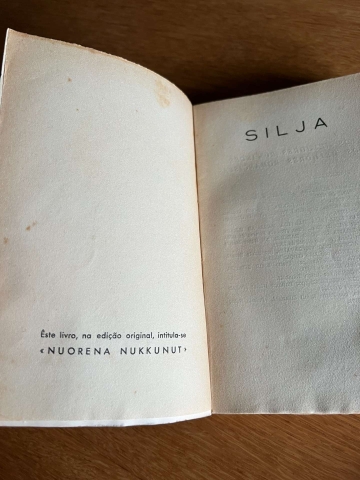 Êste livro, na edição original, intitula-se
«NUORENA NUKKUNUT»
SILJA